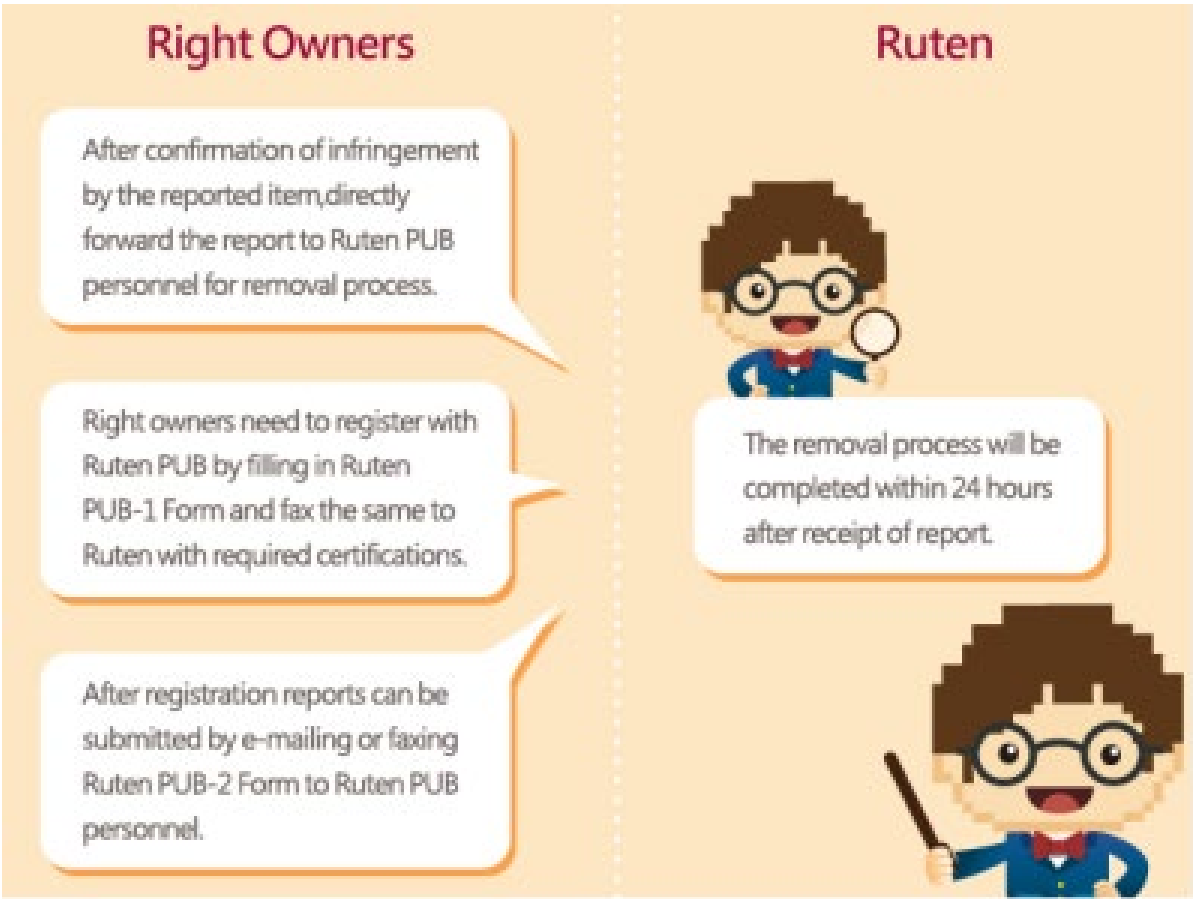 Right Owners
After confirmation of infringement
by the reported item,directly
forward the report to Ruten PUB
personnel for removal process.
Right owners need to register with
Ruten PUB by filling in Ruten
PUB-1 Form and fax the same to
Ruten with required certifications.
After registration reports can be
submitted by e-mailing or faxing
Ruten PUB-2 Form to Ruten PUB
personnel.
Ruten
The removal process will be
completed within 24 hours
after receipt of report.